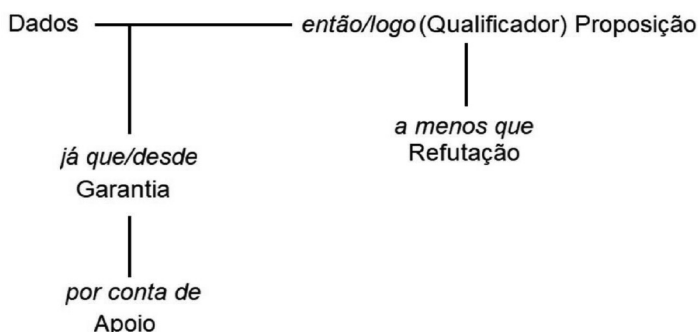 Dados então/logo (Qualificador) Proposição
a menos que
Refutação
já que/desde
Garantia
por conta de
Apoio